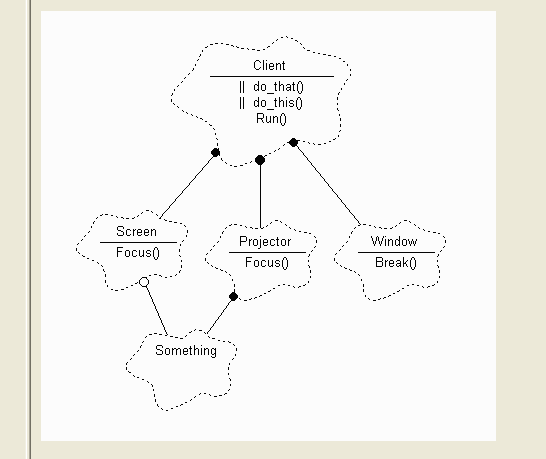 Client
|| do_that()
|| do_this()
Run()
Screen
Focus()
Projector
Focus()
Window
Break()
Something